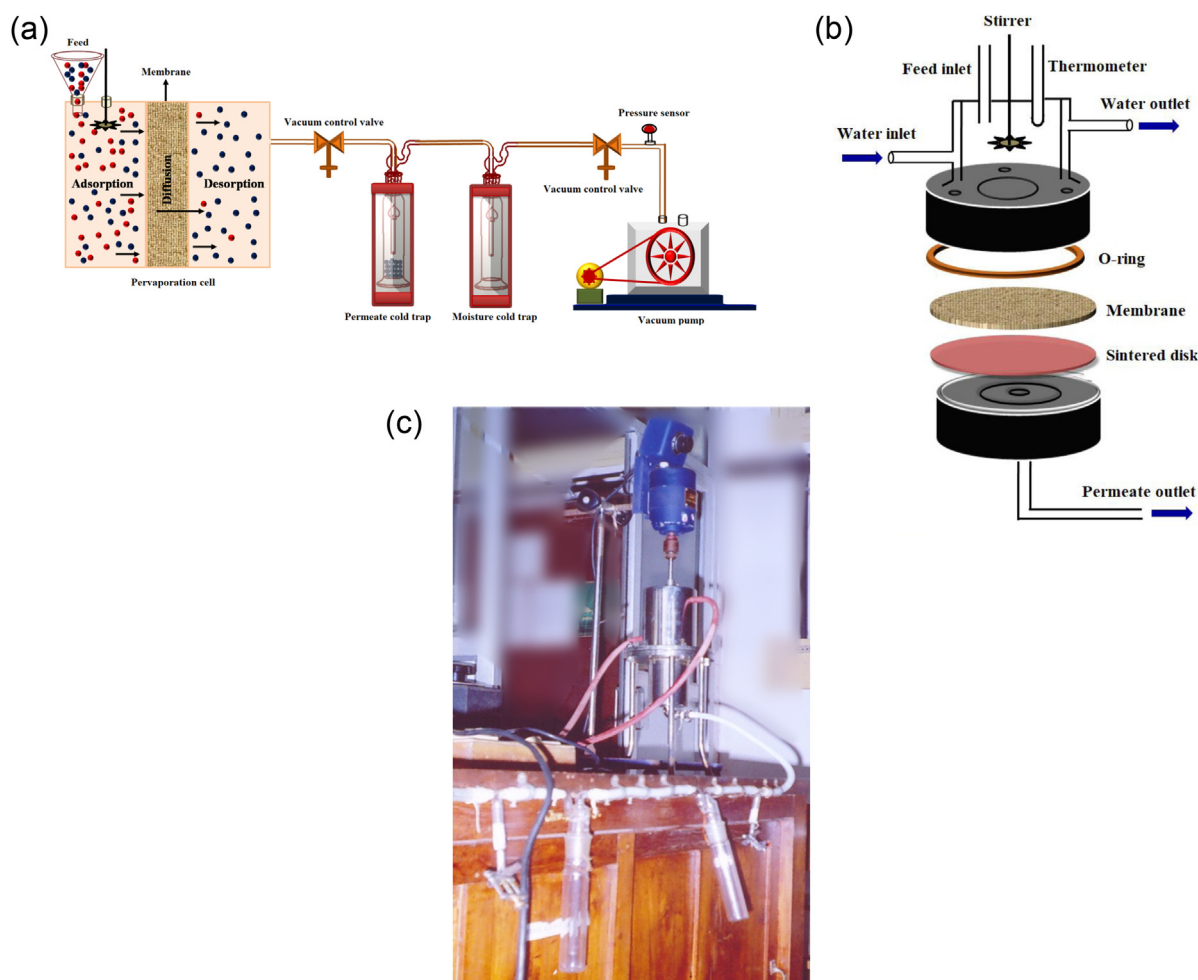 (a)
Feed
Membrane
Adsorption
Diffusion
Desorption
Pervaporation cell
Vacuum control valve
Permeate cold trap
Moisture cold trap
Vacuum control valve
Pressure sensor
Vacuum pump
(b)
Stirrer
Feed inlet
Thermometer
Water outlet
Water inlet
O-ring
Membrane
Sintered disk
Permeate outlet
(c)